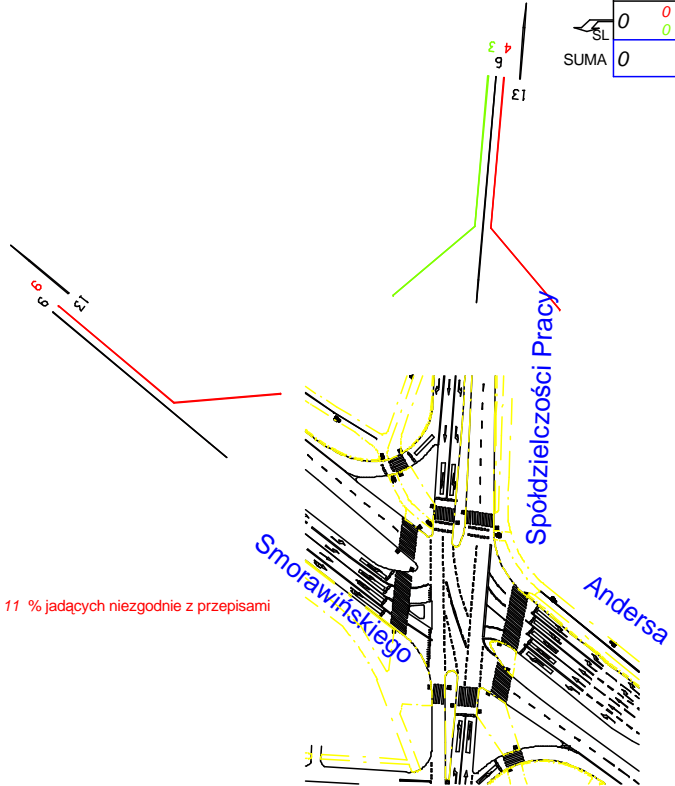 0 0
0
SL
SUMA 0
3 6 4
13
9 9 13
Spółdzielczości Pracy
Smorawińskiego
Andersa
11 % jadących niezgodnie z przepisami